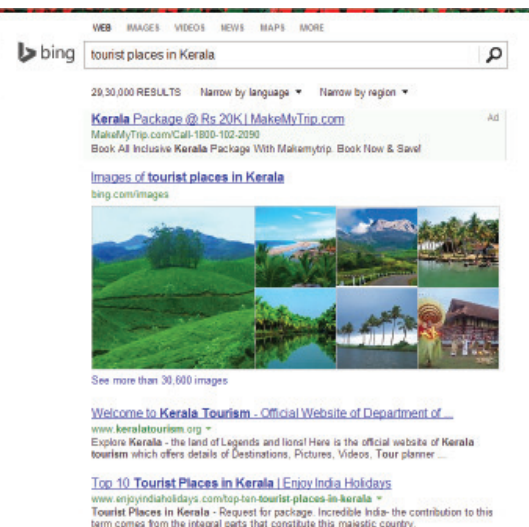 WEB IMAGES VIDEOS NEWS MAPS MORE
bing
tourist places in Kerala
29,30,000 RESULTS Narrow by language Narrow by region
Kerala Package @ Rs 20K | MakeMyTrip.com
Ad
MakeMyTrip.com/Call-1800-102-2090
Book All Inclusive Kerala Package With Makemytrip. Book Now & Save!
Images of tourist places in Kerala
bing.com/images
See more than 30,600 images
Welcome to Kerala Tourism - Official Website of Department of ...
www.keralatourism.org
Explore Kerala - the land of Legends and lions! Here is the official website of Kerala
tourism which offers details of Destinations, Pictures, Videos, Tour planner ...
Top 10 Tourist Places in Kerala | Enjoy India Holidays
www.enjoyindiaholidays.com/top-ten-tourist-places-in-kerala
Tourist Places in Kerala - Request for package. Incredible India- the contribution to this
term comes from the integral parts that constitute this majestic country.